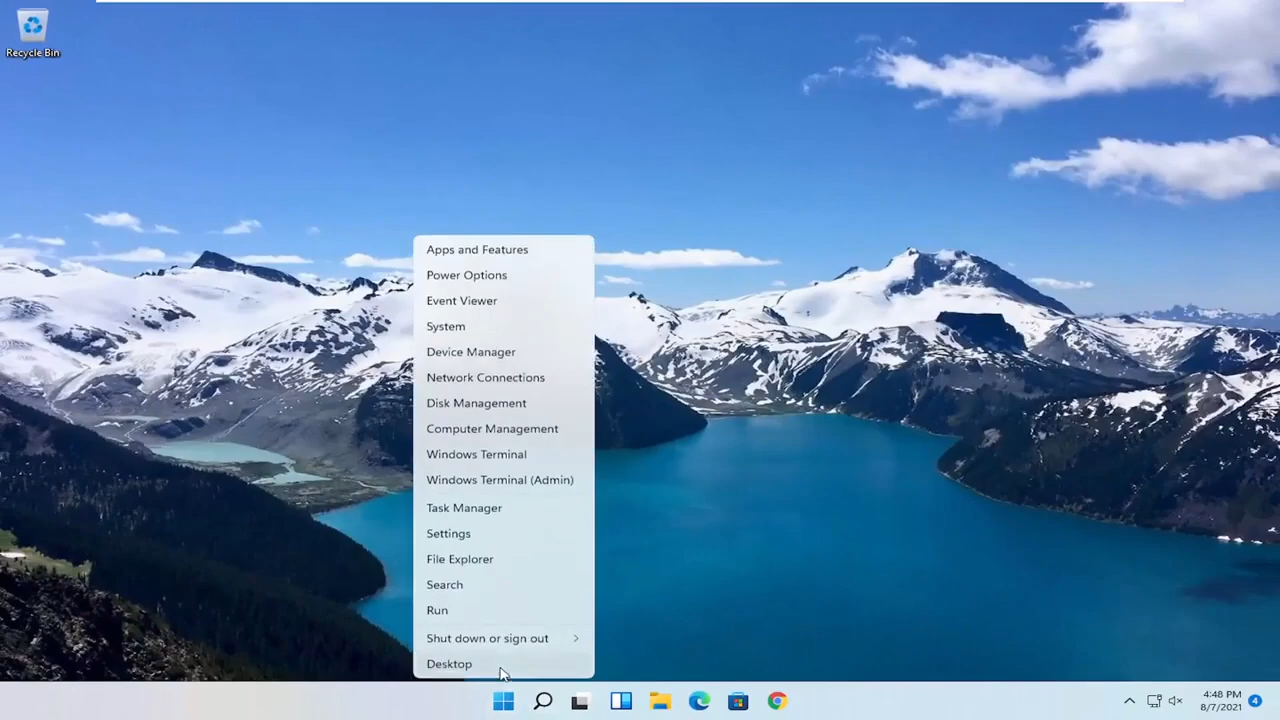 Recycle Bin
Apps and Features
Power Options
Event Viewer
System
Device Manager
Network Connections
Disk Management
Computer Management
Windows Terminal
Windows Terminal (Admin)
Task Manager
Settings
File Explorer
Search
Run
Shut down or sign out
Desktop
4:48 PM
8/7/2021
4